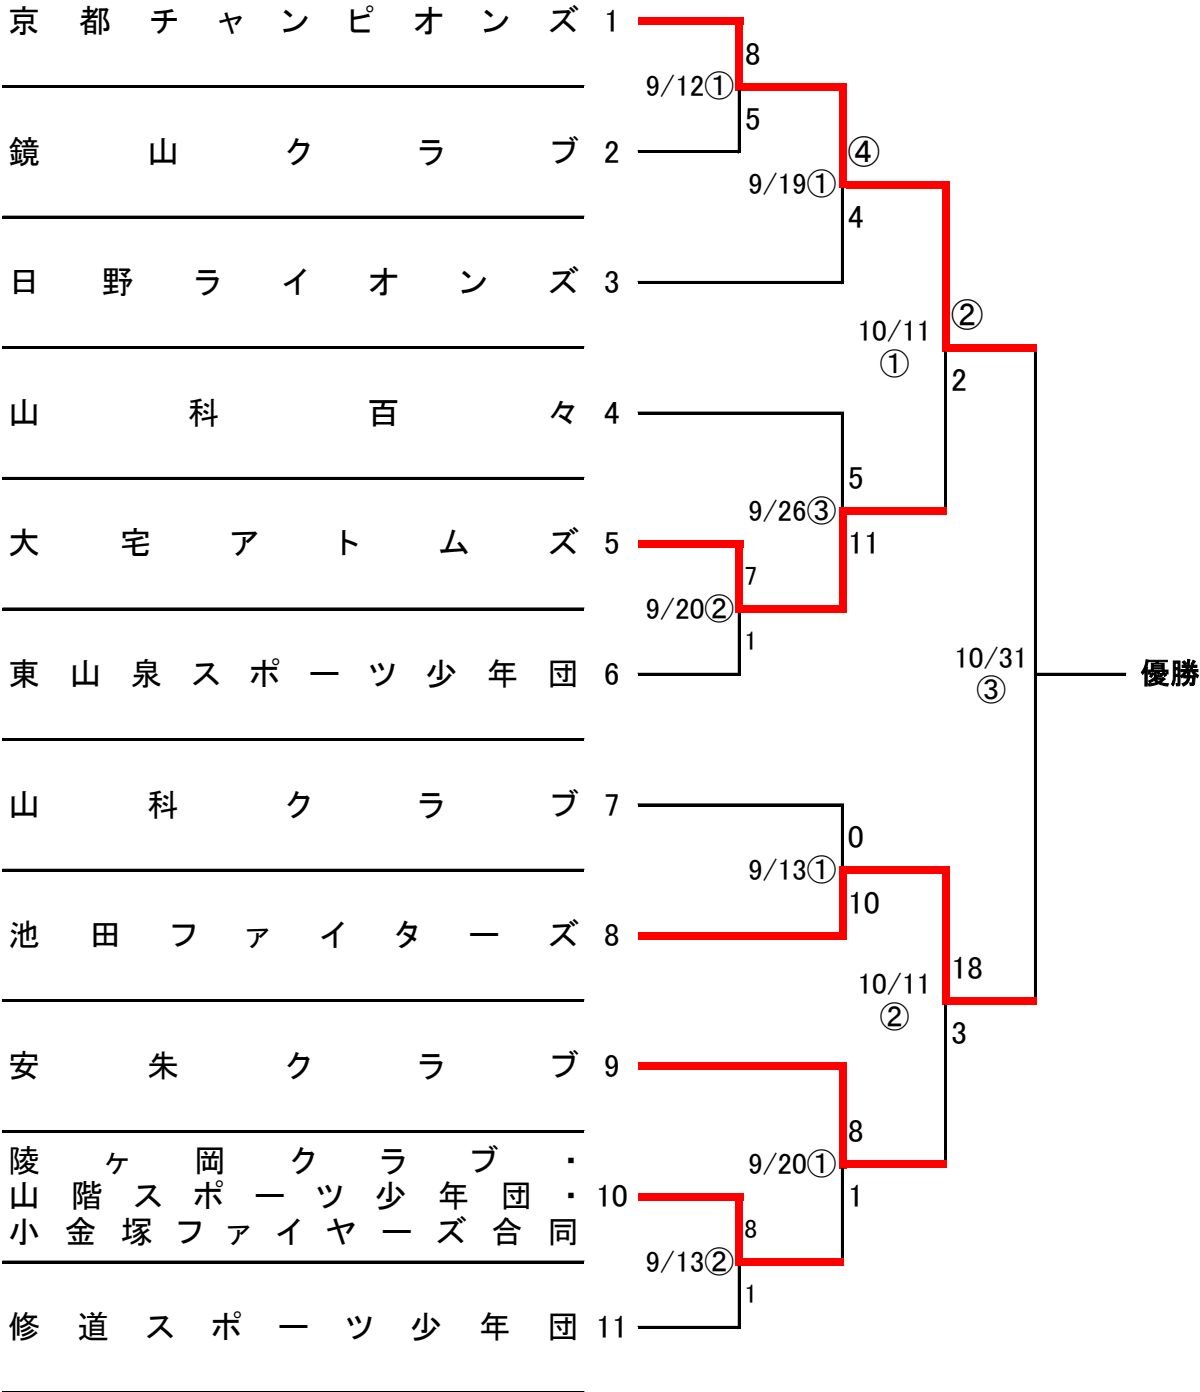 京都チャンピオンズ 1
8
9/12①
5
鏡山クラブ 2
④
9/19①
4
日野ライオンズ 3
②
10/11
①
2
山科百々 4
5
9/26③
11
大宅アトムズ 5
7
9/20②
1
東山泉スポーツ少年団 6
10/31
③
優勝
山科クラブ 7
0
9/13①
10
池田ファイターズ 8
18
10/11
②
3
安朱クラブ 9
8
9/20①
1
陵ヶ岡クラブ・
山階スポーツ少年団・ 10
小金塚ファイヤーズ合同
8
9/13②
1
修道スポーツ少年団 11